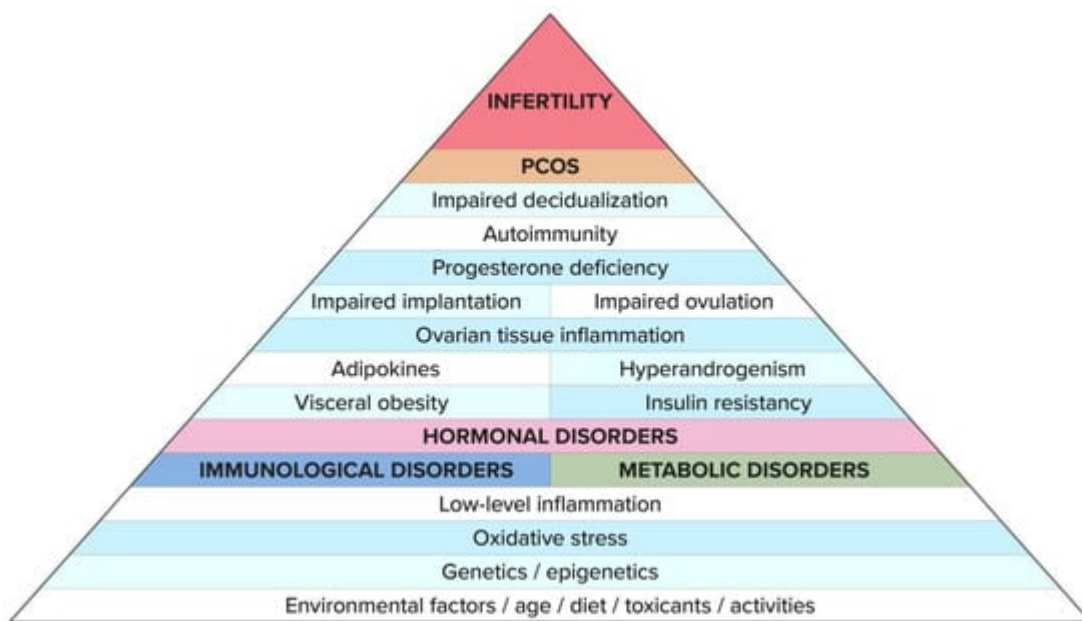 INFERTILITY
PCOS
Impaired decidualization
Autoimmunity
Progesterone deficiency
Impaired implantation Impaired ovulation
Ovarian tissue inflammation
Adipokines Hyperandrogenism
Visceral obesity Insulin resistancy
HORMONAL DISORDERS
IMMUNOLOGICAL DISORDERS METABOLIC DISORDERS
Low-level inflammation
Oxidative stress
Genetics / epigenetics
Environmental factors / age / diet / toxicants / activities